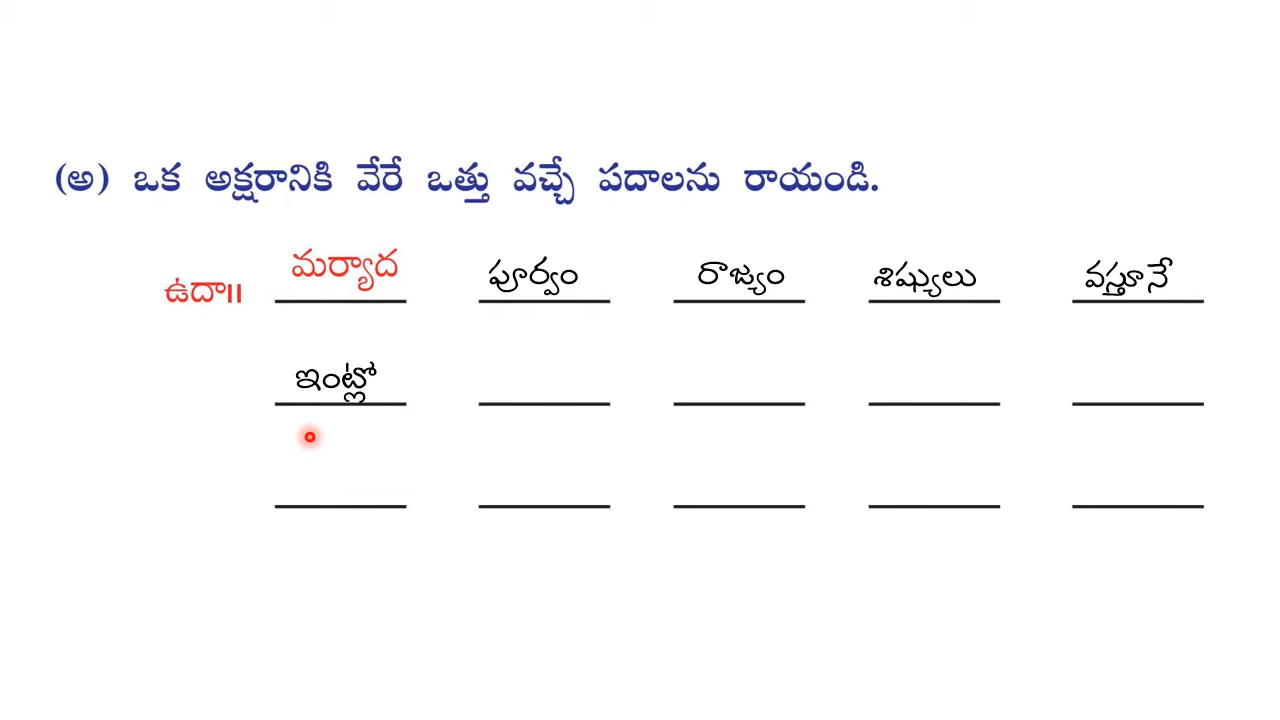 (అ) ఒక అక్షరానికి వేరే ఒత్తు వచ్చే పదాలను రాయండి.
ఉదా॥ మర్యాద పూర్వం రాజ్యం శిష్యులు వస్తూనే
ఇంట్లో